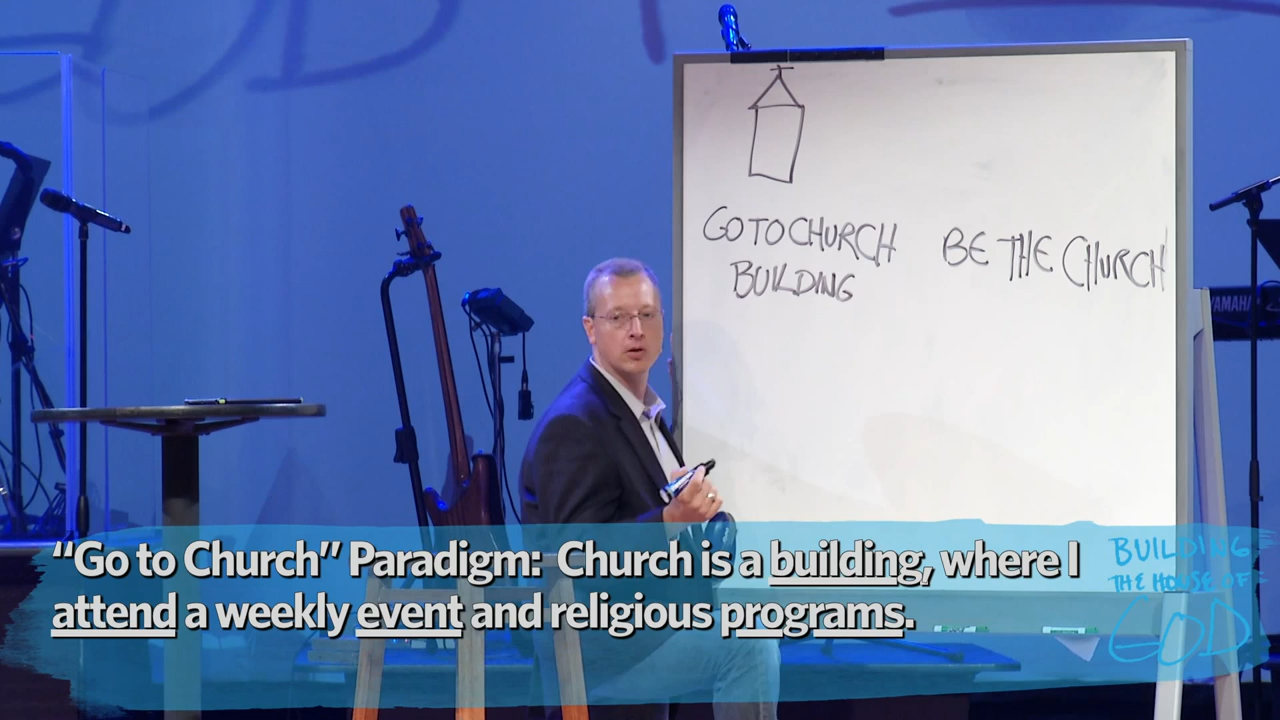 GO TO CHURCH
BUILDING
BE THE CHURCH
YAMAHA
“Go to Church” Paradigm: Church is a building, where I
attend a weekly event and religious programs.
BUILDING
THE HOUSE OF
GOD